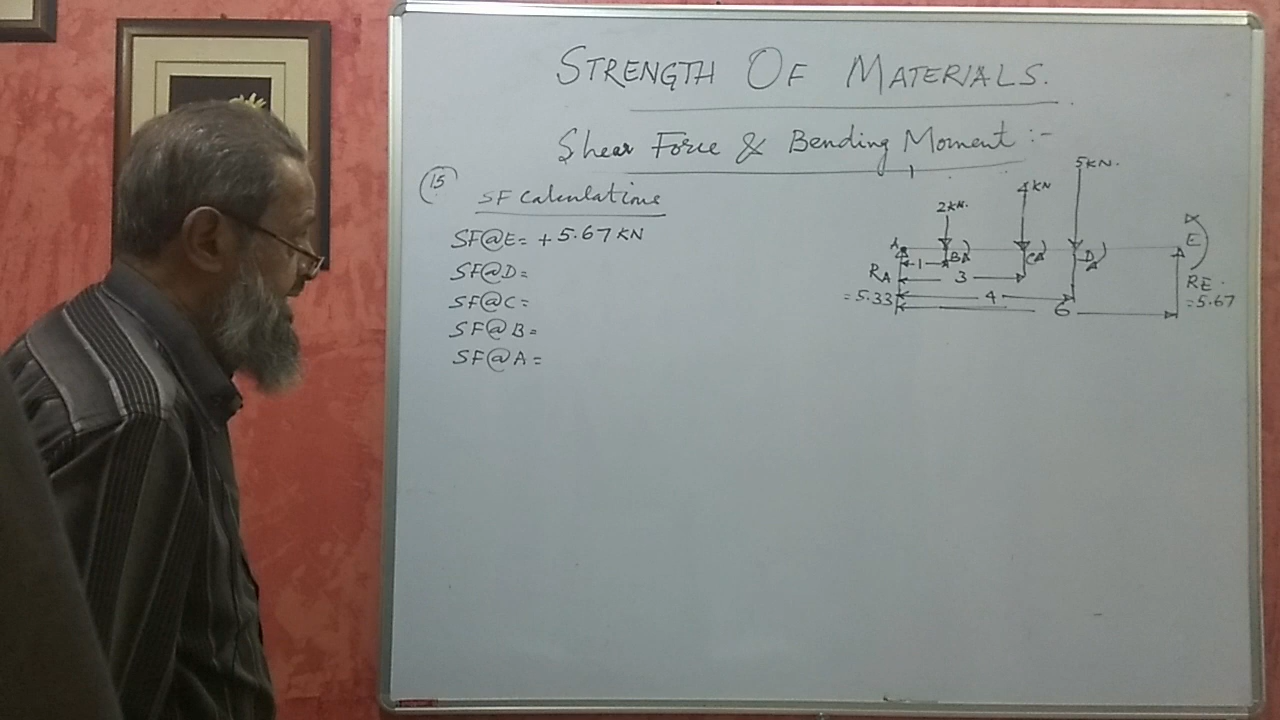 STRENGTH OF MATERIALS.
Shear Force & Bending Moment :-
15
SF Calculations
SF@E= +5.67 KN
SF@D=
SF@C=
SF@B=
SF@A=
5KN.
4KN
2KN.
A
B
C
D
E
1
3
RA
=5.33
4
6
RE
=5.67